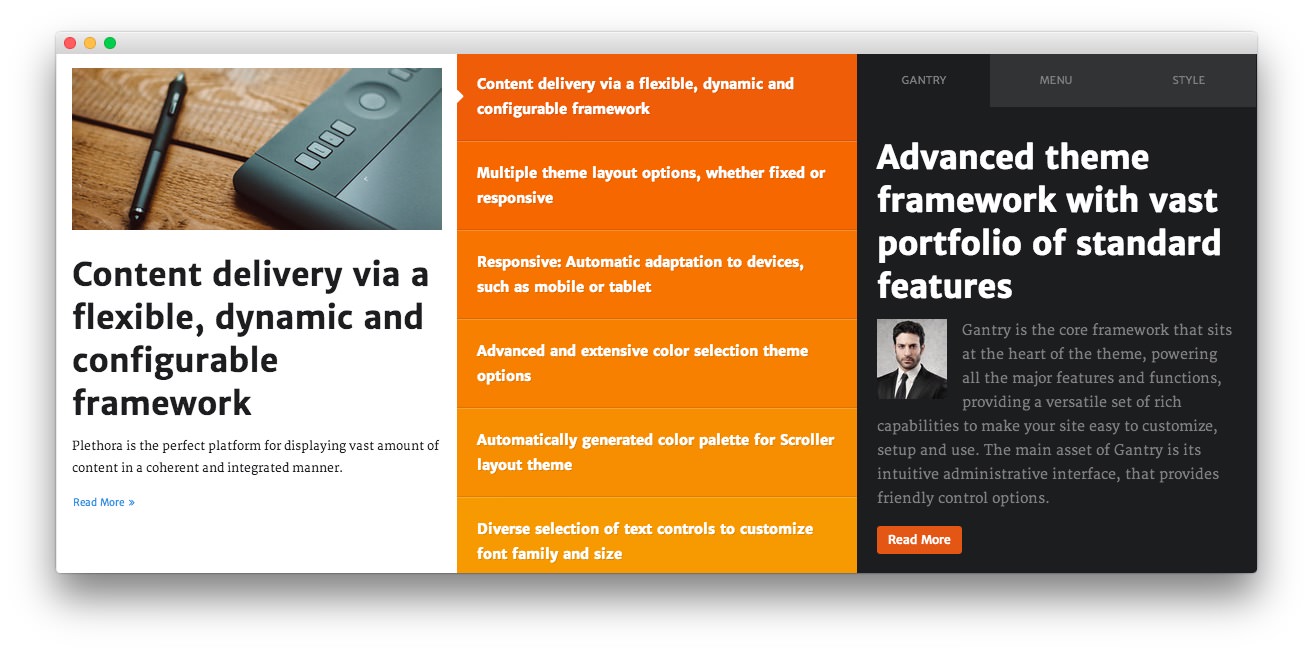 Content delivery via a
flexible, dynamic and
configurable
framework
Plethora is the perfect platform for displaying vast amount of
content in a coherent and integrated manner.
Read More »
Content delivery via a flexible, dynamic and
configurable framework
Multiple theme layout options, whether fixed or
responsive
Responsive: Automatic adaptation to devices,
such as mobile or tablet
Advanced and extensive color selection theme
options
Automatically generated color palette for Scroller
layout theme
Diverse selection of text controls to customize
font family and size
GANTRY
MENU
STYLE
Advanced theme
framework with vast
portfolio of standard
features
Gantry is the core framework that sits
at the heart of the theme, powering
all the major features and functions,
providing a versatile set of rich
capabilities to make your site easy to customize,
setup and use. The main asset of Gantry is its
intuitive administrative interface, that provides
friendly control options.
Read More